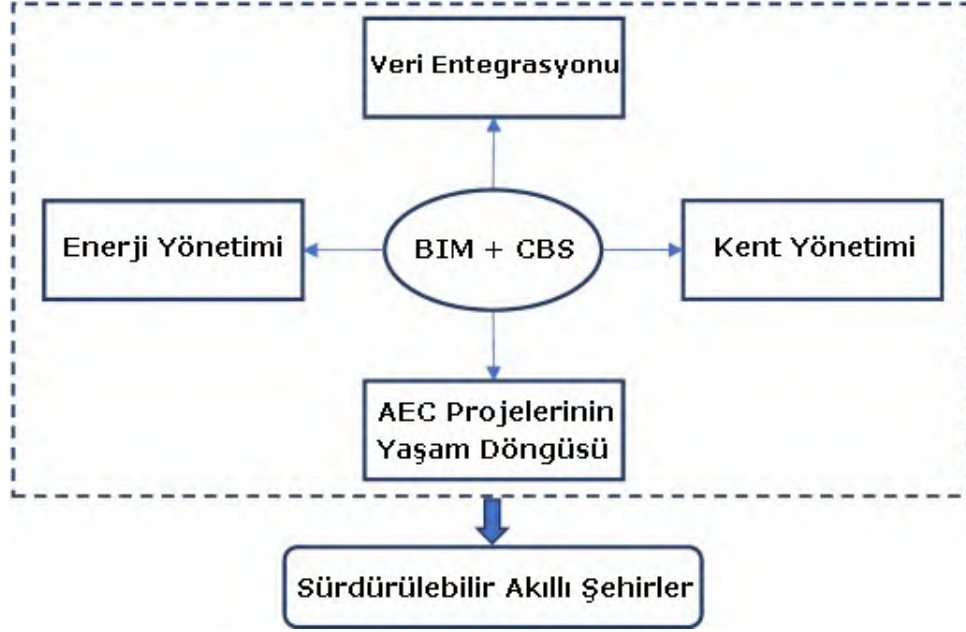 Veri Entegrasyonu
Enerji Yönetimi
BIM + CBS
Kent Yönetimi
AEC Projelerinin
Yaşam Döngüsü
Sürdürülebilir Akıllı Şehirler